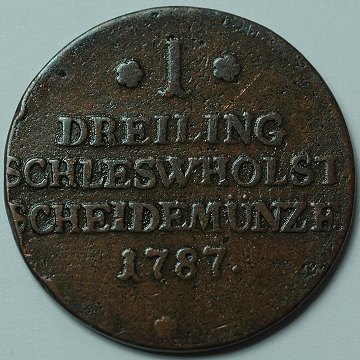 1
DREILING
SCHLESWHOLST.
SCHEIDEMÜNZE
1787.